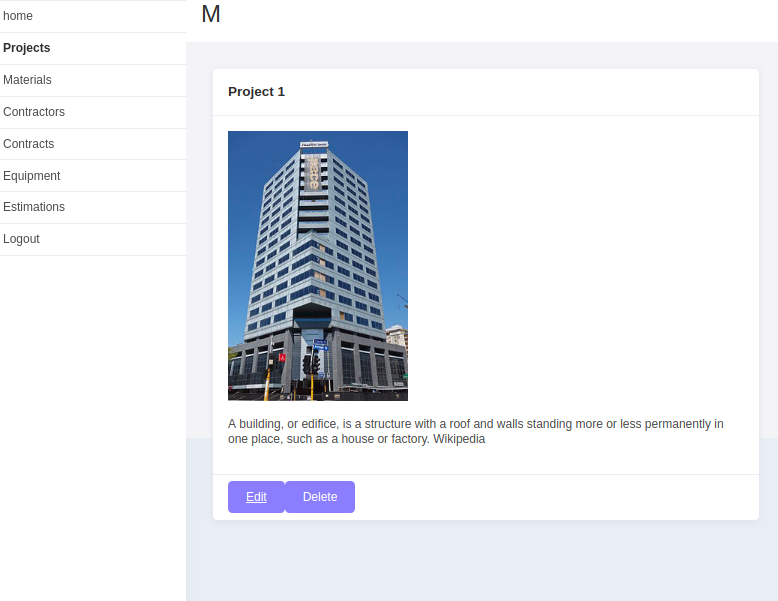 M
home
Projects
Materials
Contractors
Contracts
Equipment
Estimations
Logout
Project 1
A building, or edifice, is a structure with a roof and walls standing more or less permanently in
one place, such as a house or factory. Wikipedia
Edit
Delete